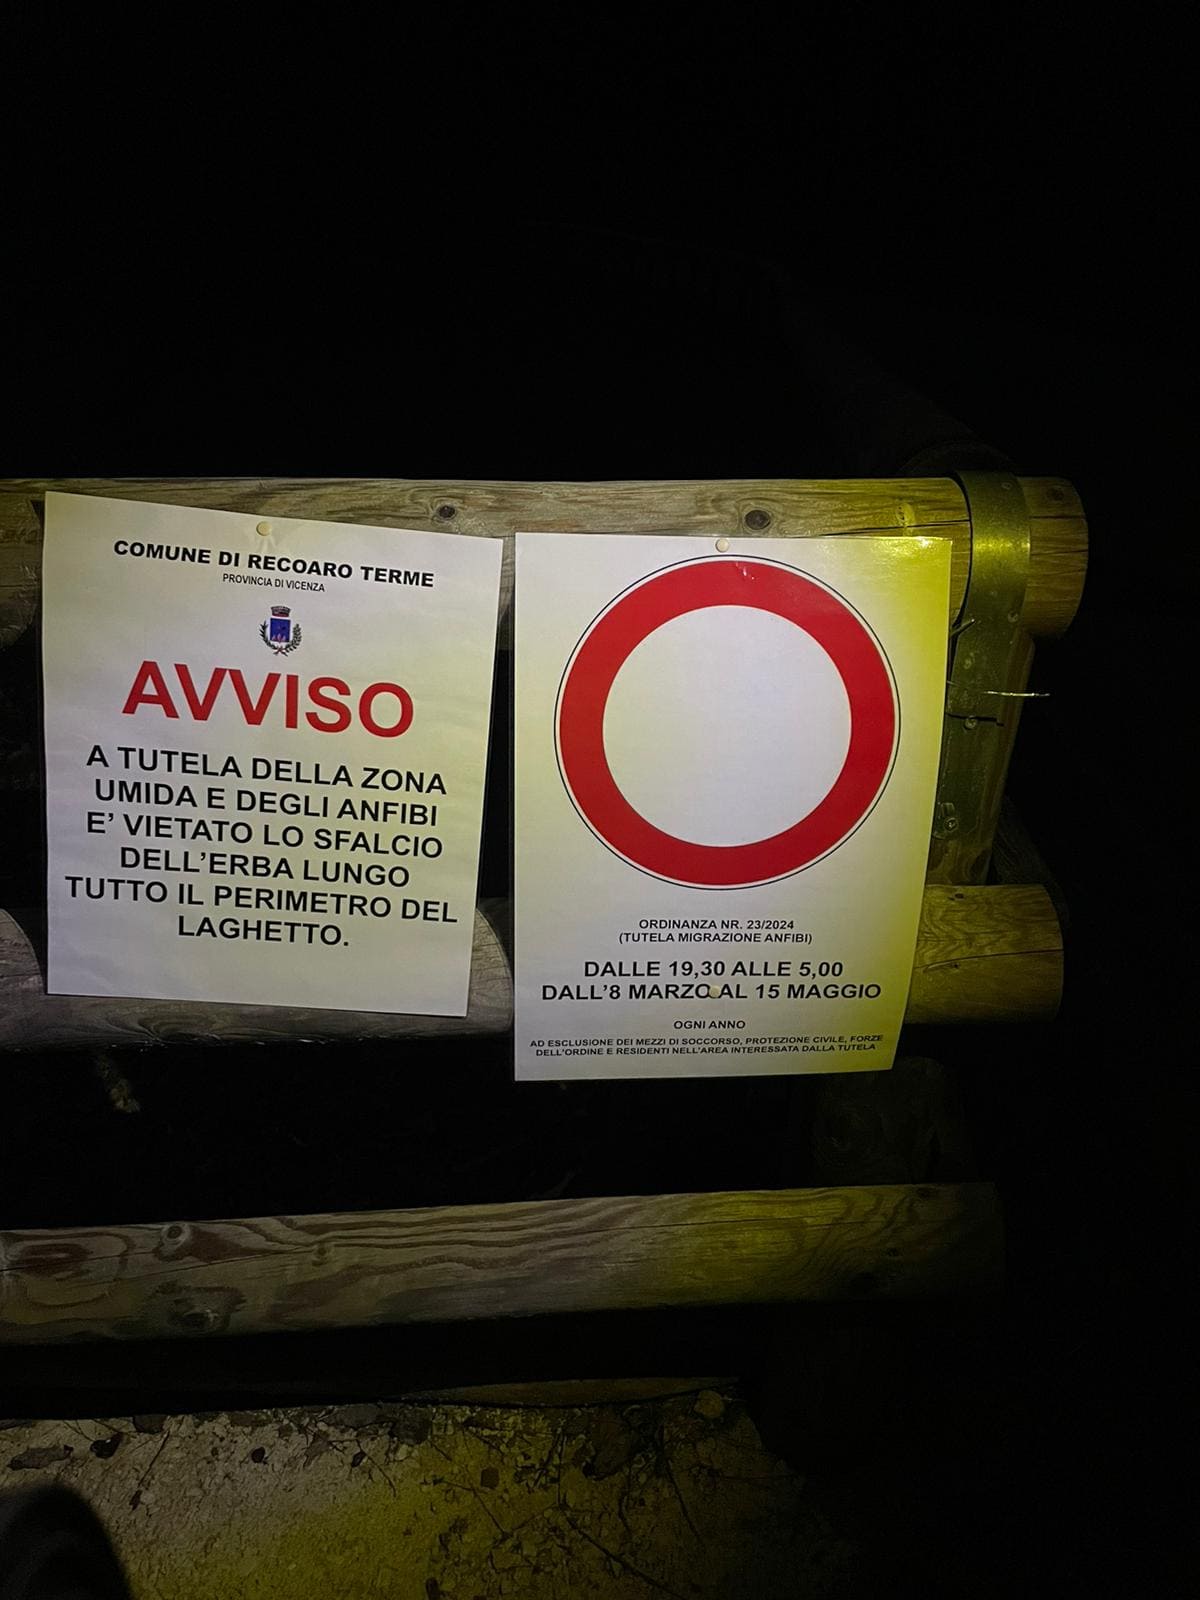 COMUNE DI RECOARO TERME
PROVINCIA DI VICENZA
AVVISO
A TUTELA DELLA ZONA
UMIDA E DEGLI ANFIBI
E' VIETATO LO SFALCIO
DELL'ERBA LUNGO
TUTTO IL PERIMETRO DEL
LAGHETTO.
ORDINANZA NR. 23/2024
(TUTELA MIGRAZIONE ANFIBI)
DALLE 19,30 ALLE 5,00
DALL'8 MARZO AL 15 MAGGIO
OGNI ANNO
AD ESCLUSIONE DEI MEZZI DI SOCCORSO, PROTEZIONE CIVILE, FORZE
DELL'ORDINE E RESIDENTI NELL'AREA INTERESSATA DALLA TUTELA